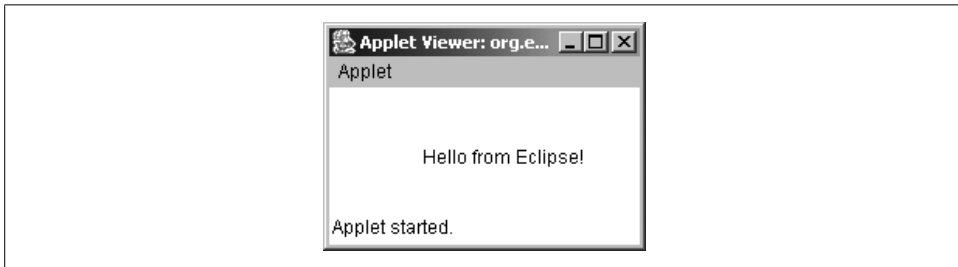 Applet Viewer: org.e...
Applet
Hello from Eclipse!
Applet started.